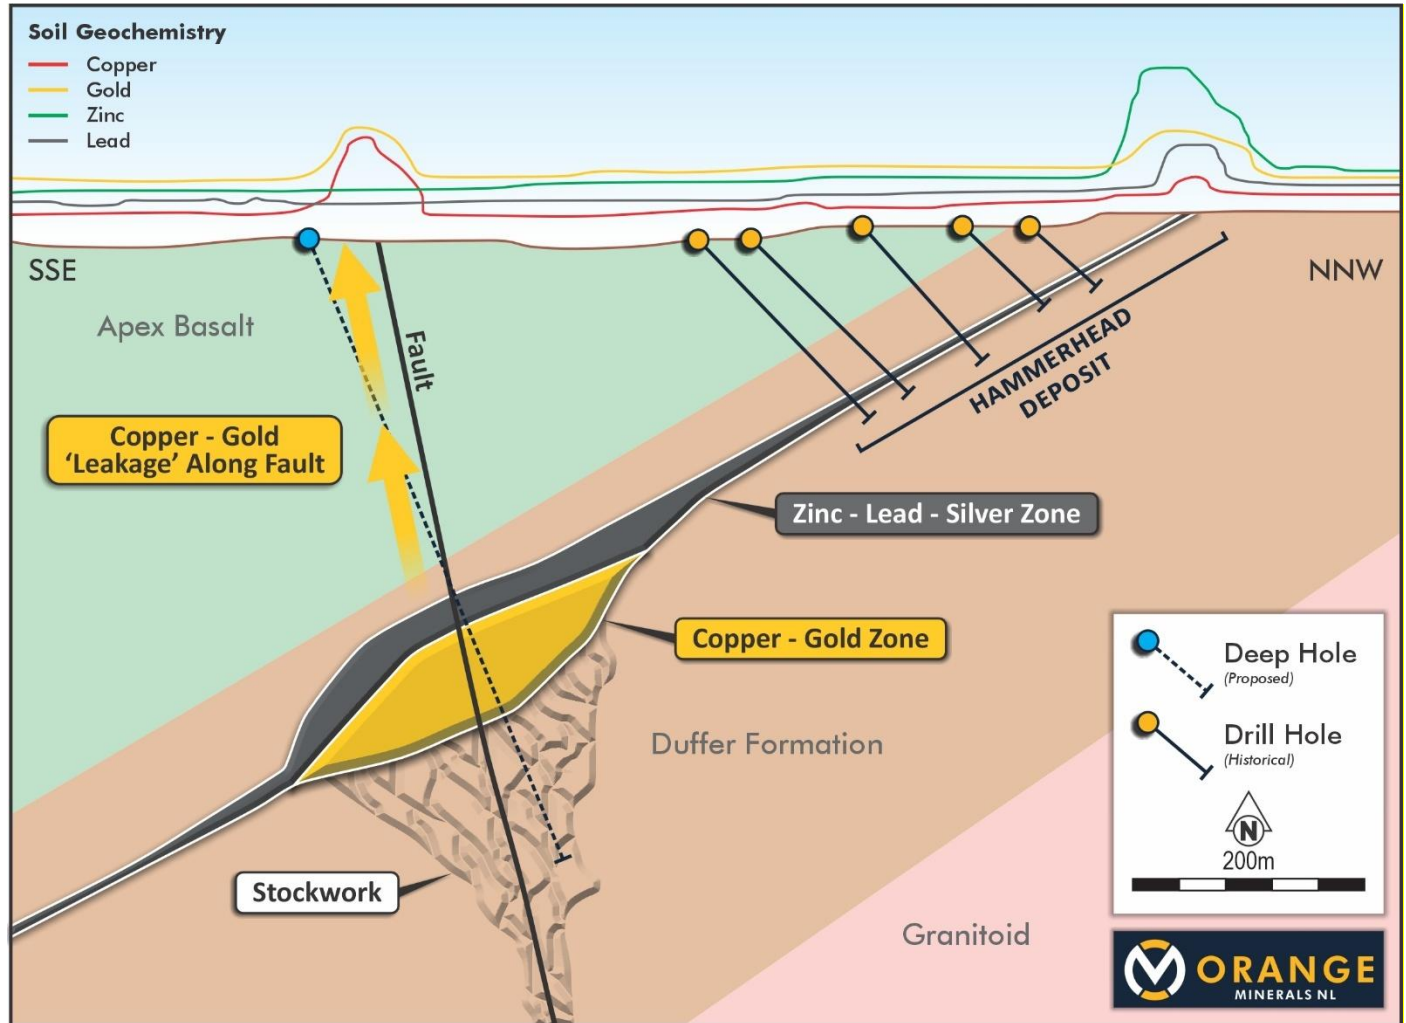 Soil Geochemistry
Copper
Gold
Zinc
Lead
SSE
NNW
Apex Basalt
Fault
HAMMERHEAD
DEPOSIT
Copper - Gold
‘Leakage’ Along Fault
Zinc - Lead - Silver Zone
Copper - Gold Zone
Duffer Formation
Stockwork
Granitoid
Deep Hole
(Proposed)
Drill Hole
(Historical)
N
200m
ORANGE
MINERALS NL